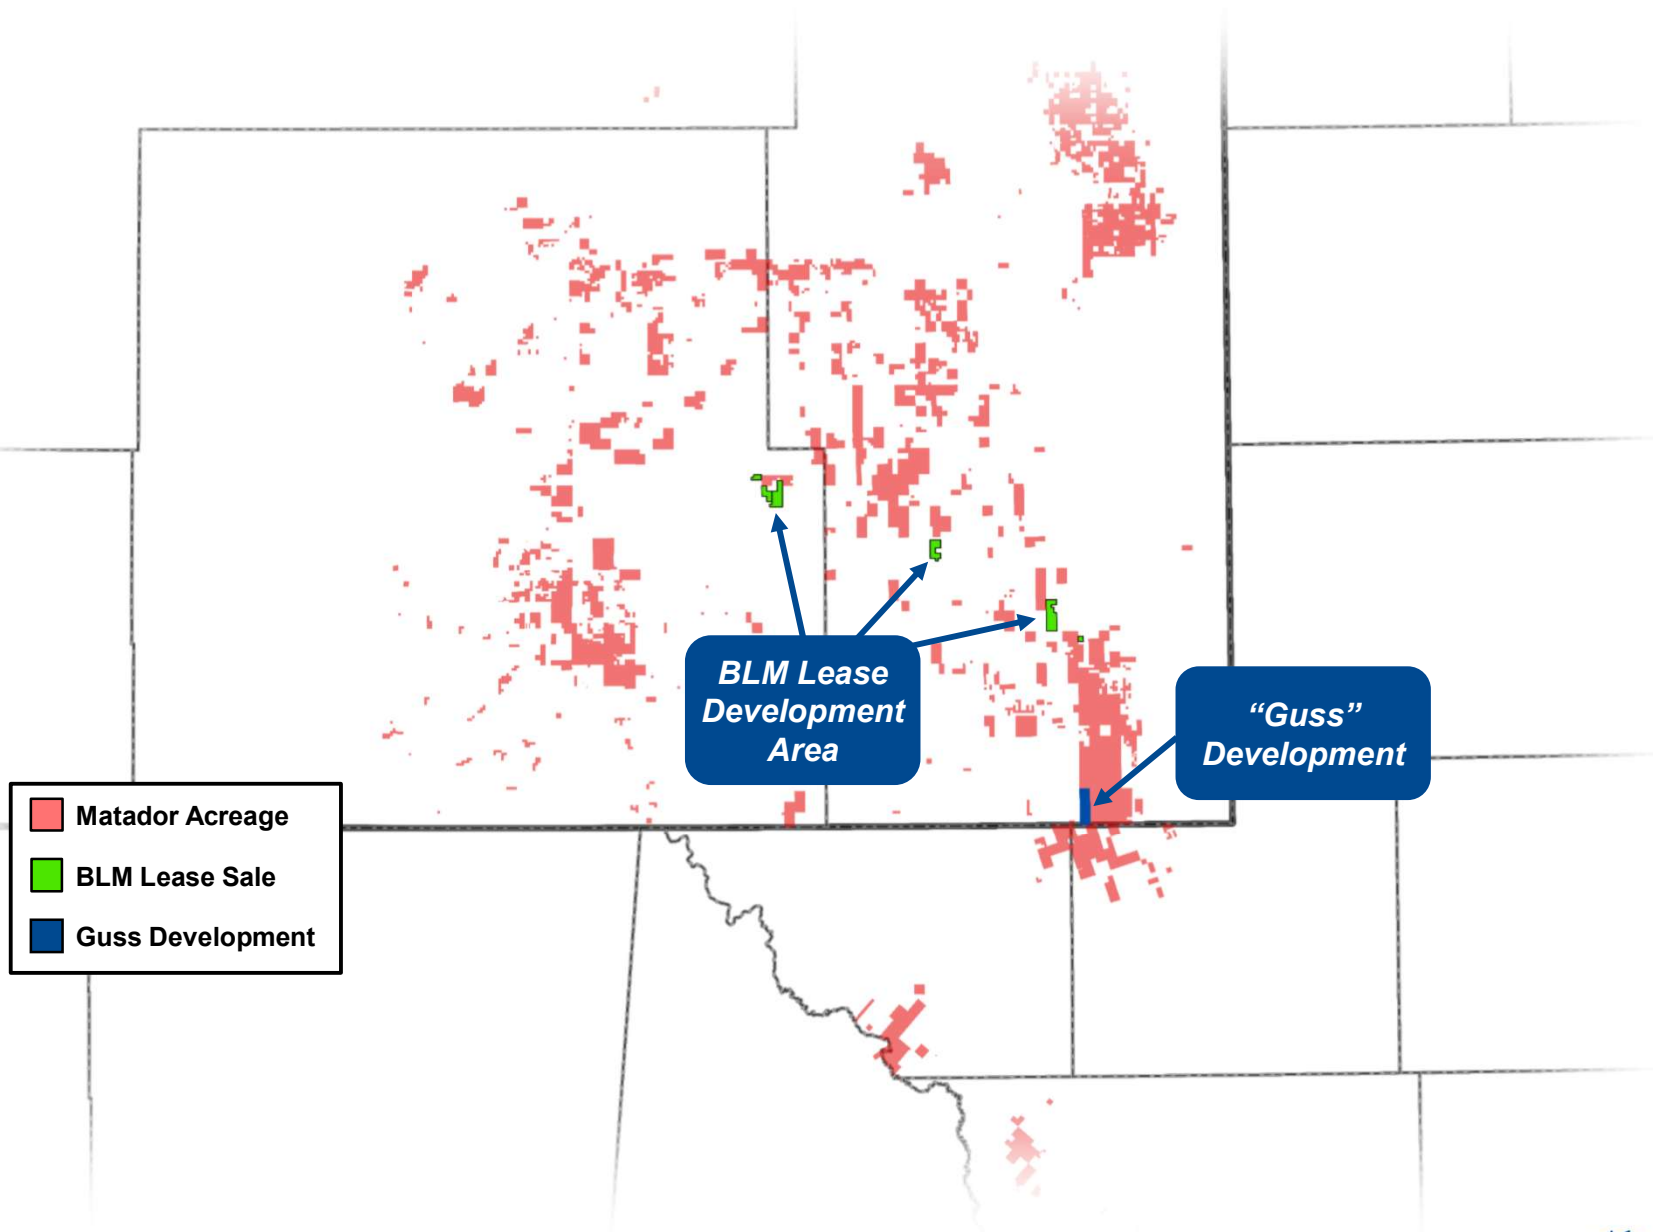 BLM Lease
Development
Area
“Guss”
Development
Matador Acreage
BLM Lease Sale
Guss Development